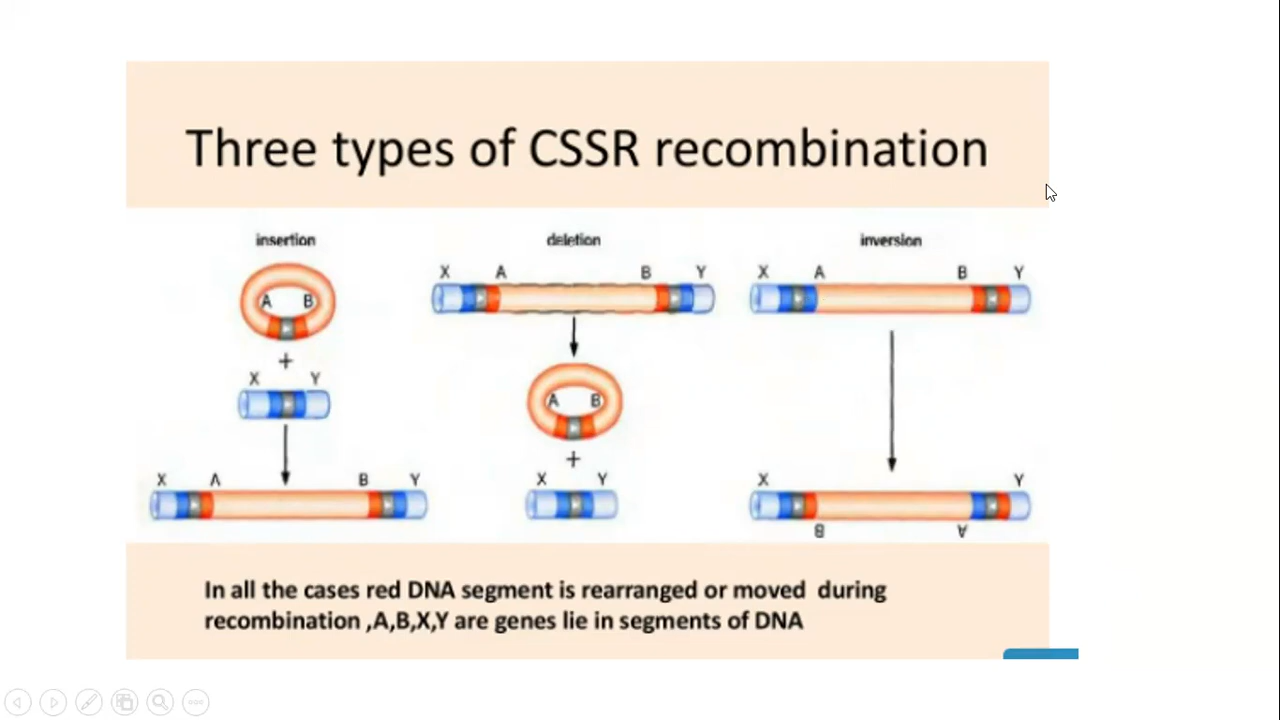 Three types of CSSR recombination
insertion
deletion
inversion
X A B Y
X A B Y
A B
+
X Y
A B
+
X A B Y
X Y
X Y
B A
In all the cases red DNA segment is rearranged or moved during
recombination ,A,B,X,Y are genes lie in segments of DNA